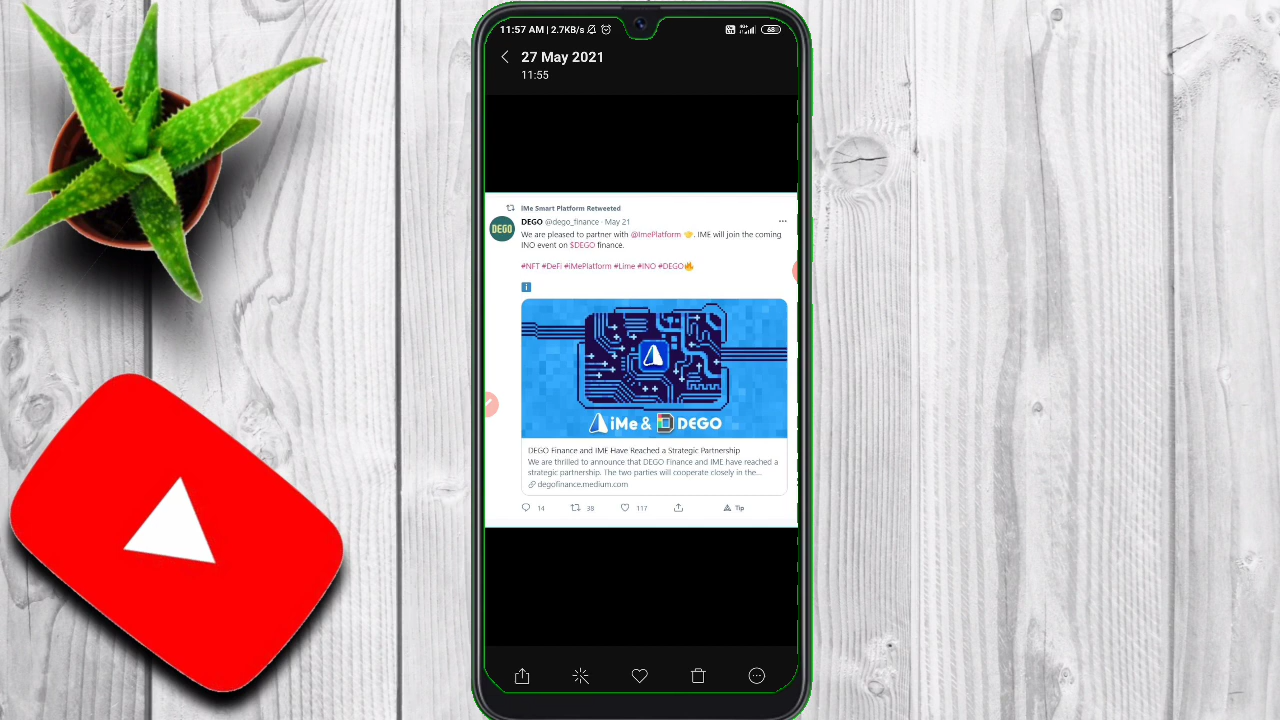 11:57 AM | 2.7KB/s
68
27 May 2021
11:55
IMe Smart Platform Retweeted
DEGO @dego_finance · May 21
We are pleased to partner with @ImePlatform 🤝. IME will join the coming
INO event on $DEGO finance.
#NFT #DeFi #iMePlatform #Lime #INO #DEGO🔥
DEGO
iMe & DEGO
DEGO Finance and IME Have Reached a Strategic Partnership
We are thrilled to announce that DEGO Finance and IME have reached a
strategic partnership. The two parties will cooperate closely in the...
degofinance.medium.com
14 38 117 Tip